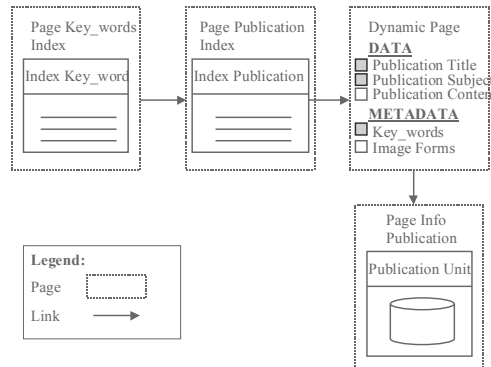 Page Key_words
Index
Index Key_word
Page Publication
Index
Index Publication
Dynamic Page
DATA
Publication Title
Publication Subjec
Publication Conten
METADATA
Key_words
Image Forms
Page Info
Publication
Publication Unit
Legend:
Page
Link